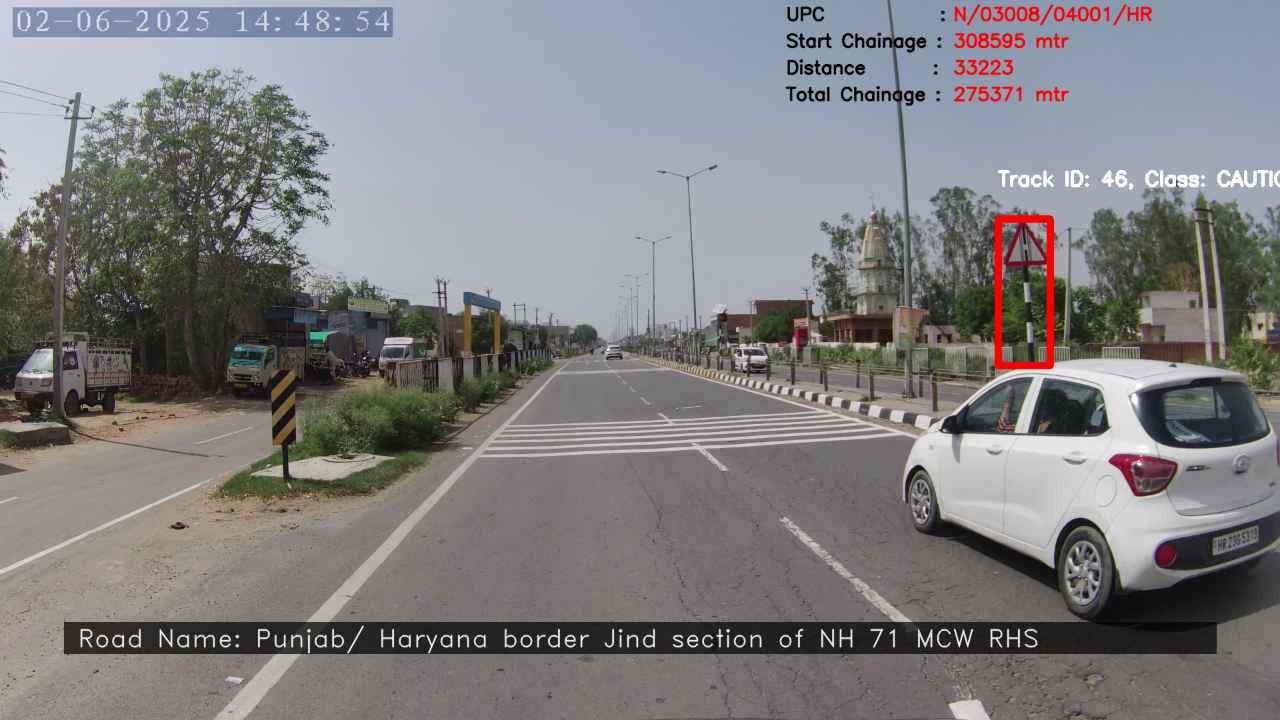 02-06-2025 14:48:54
UPC : N/03008/04001/HR
Start Chainage : 308595 mtr
Distance : 33223
Total Chainage : 275371 mtr
Track ID: 46, Class: CAUTIO
Road Name: Punjab/ Haryana border Jind section of NH 71 MCW RHS